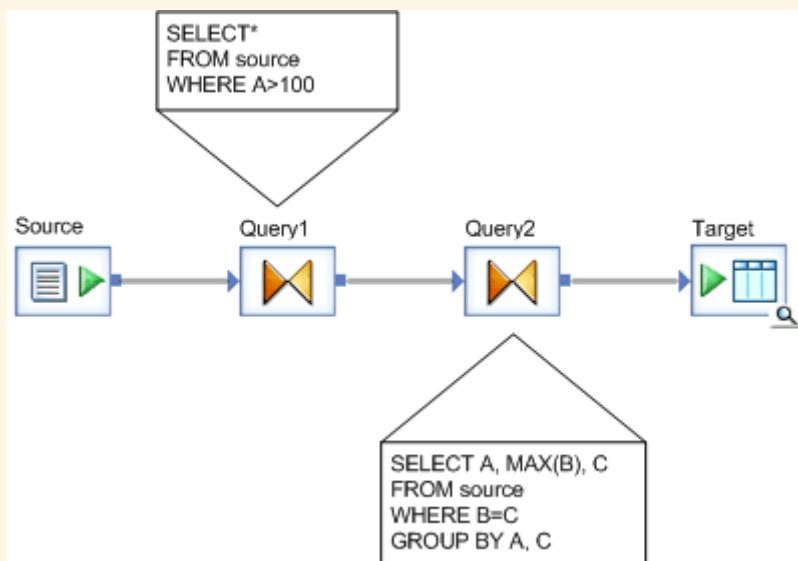 SELECT*
FROM source
WHERE A>100
Source
Query1
Query2
Target
SELECT A, MAX(B), C
FROM source
WHERE B=C
GROUP BY A, C